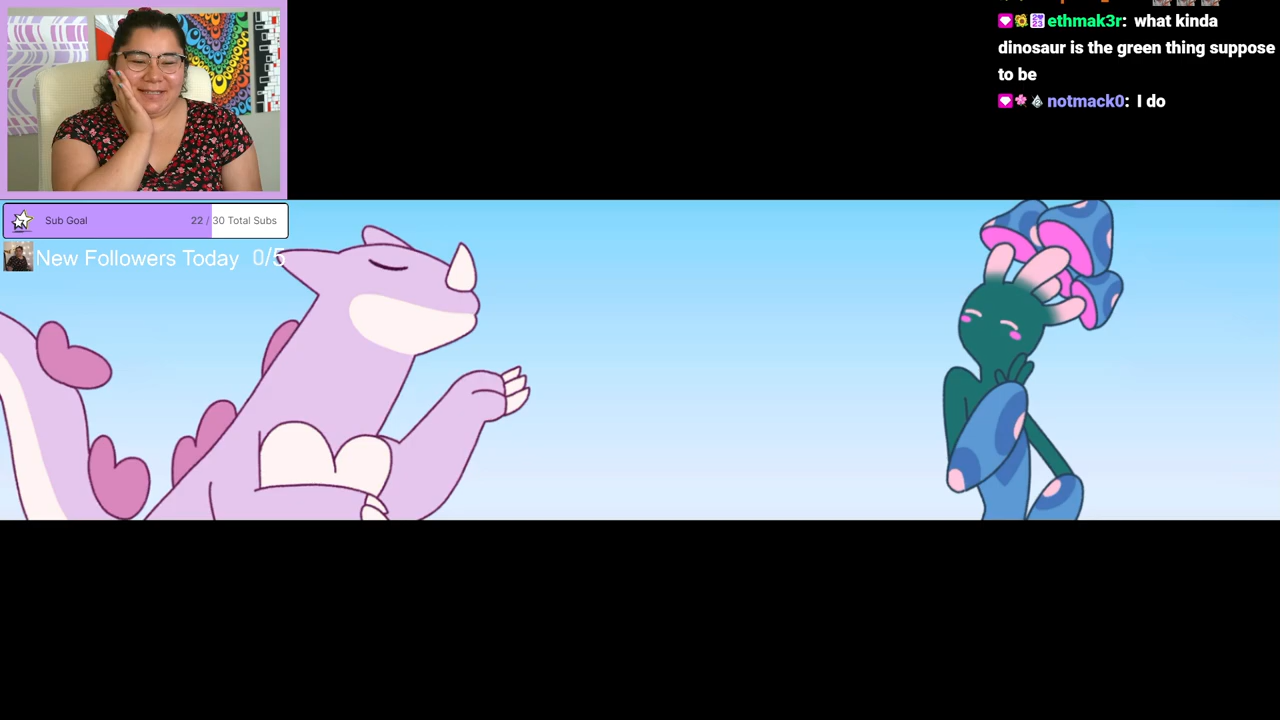 ethmak3r: what kinda
dinosaur is the green thing suppose
to be
notmack0: I do
Sub Goal 22 / 30 Total Subs
New Followers Today 0/5